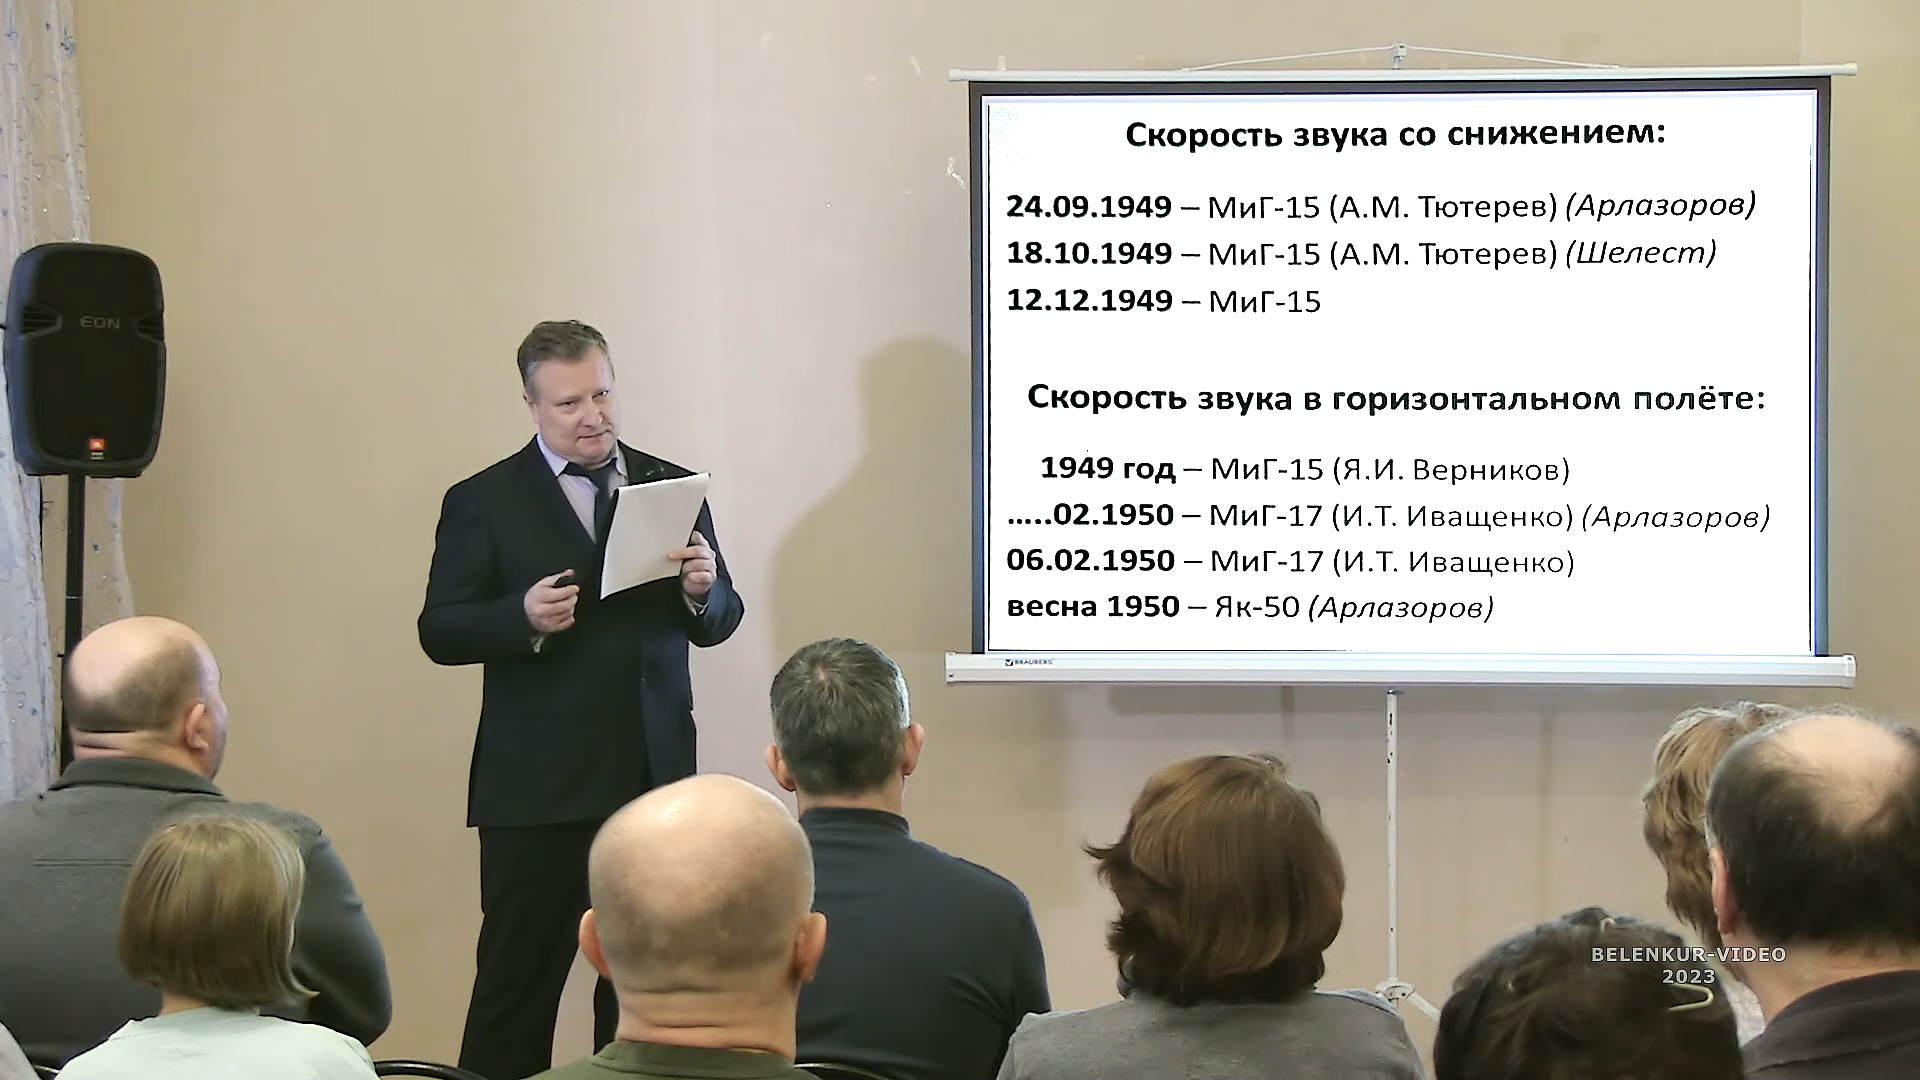 Скорость звука со снижением:
24.09.1949 – МиГ-15 (А.М. Тютерев) (Арлазоров)
18.10.1949 – МиГ-15 (А.М. Тютерев) (Шелест)
12.12.1949 – МиГ-15
Скорость звука в горизонтальном полёте:
1949 год – МиГ-15 (Я.И. Верников)
.....02.1950 – МиГ-17 (И.Т. Иващенко) (Арлазоров)
06.02.1950 – МиГ-17 (И.Т. Иващенко)
весна 1950 – Як-50 (Арлазоров)
BRAUBERG
EON
JBL
BELENKUR-VIDEO
2023